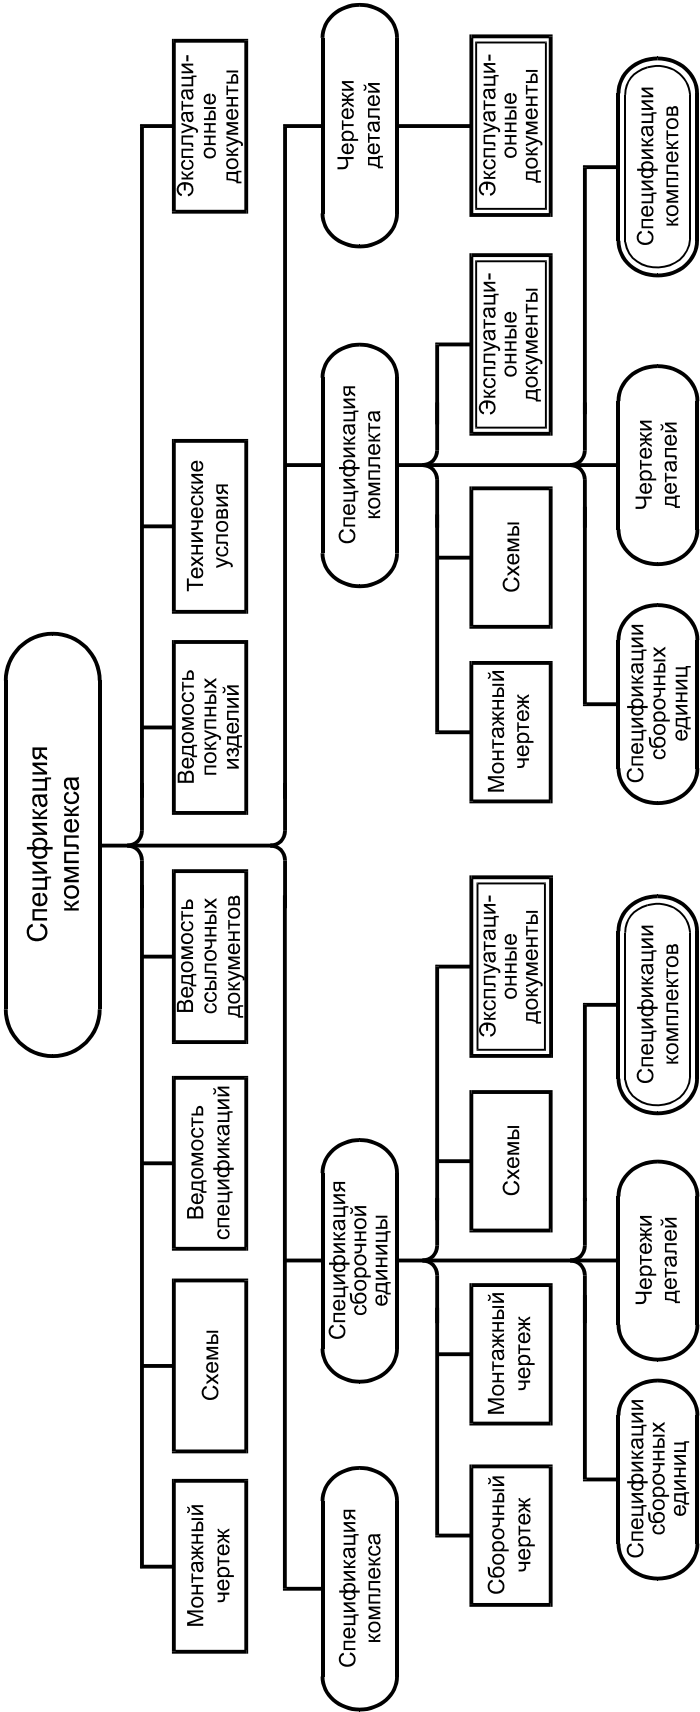 Спецификация
комплекса
Монтажный
чертеж
Схемы
Ведомость
спецификаций
Ведомость
ссылочных
документов
Ведомость
покупных
изделий
Технические
условия
Эксплуатаци-
онные
документы
Спецификация
комплекса
Спецификация
сборочной
единицы
Спецификация
комплекта
Чертежи
деталей
Сборочный
чертеж
Монтажный
чертеж
Схемы
Эксплуатаци-
онные
документы
Монтажный
чертеж
Схемы
Эксплуатаци-
онные
документы
Эксплуатаци-
онные
документы
Спецификации
сборочных
единиц
Чертежи
деталей
Спецификации
комплектов
Спецификации
сборочных
единиц
Чертежи
деталей
Спецификации
комплектов